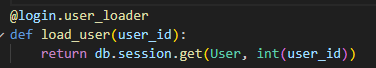 @login.user_loader
def load_user(user_id):
    return db.session.get(User, int(user_id))